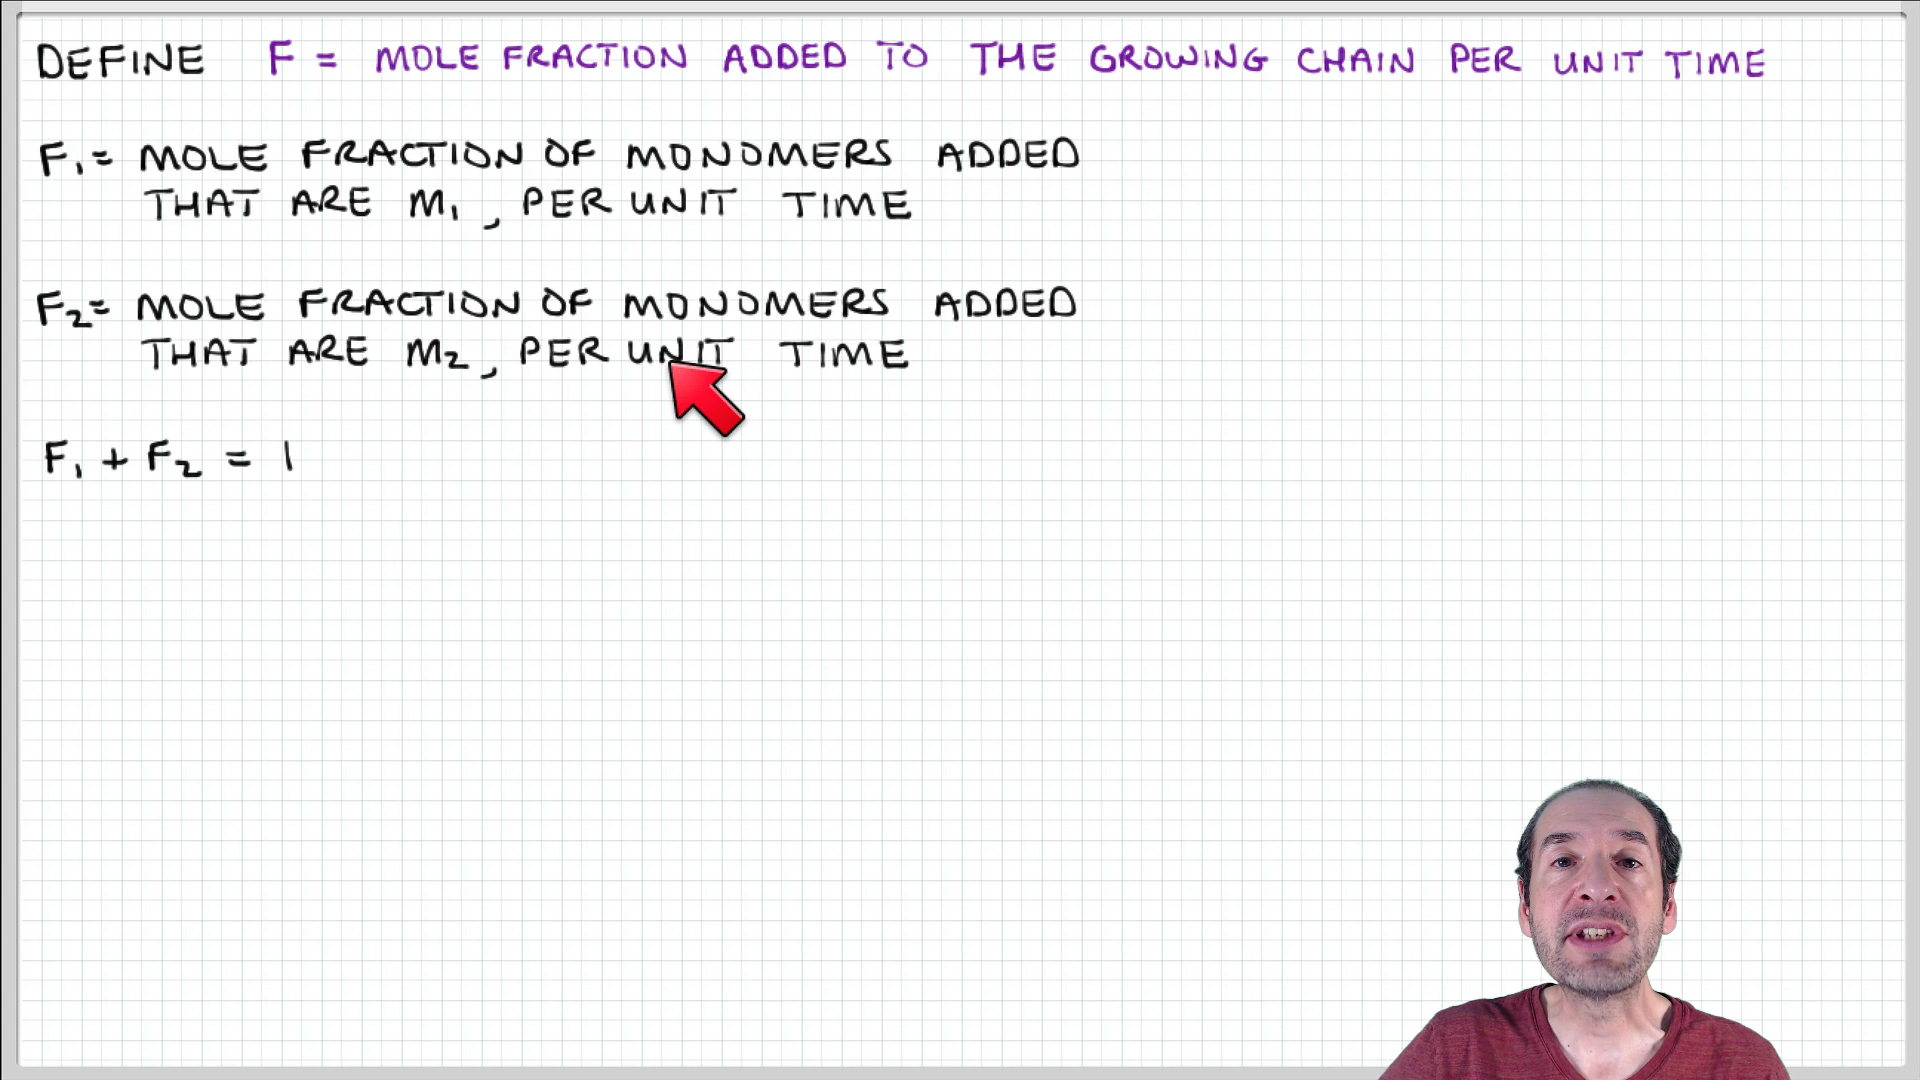 DEFINE F = MOLE FRACTION ADDED TO THE GROWING CHAIN PER UNIT TIME
F₁ = MOLE FRACTION OF MONOMERS ADDED
THAT ARE M₁, PER UNIT TIME
F₂ = MOLE FRACTION OF MONOMERS ADDED
THAT ARE M₂, PER UNIT TIME
F₁ + F₂ = 1